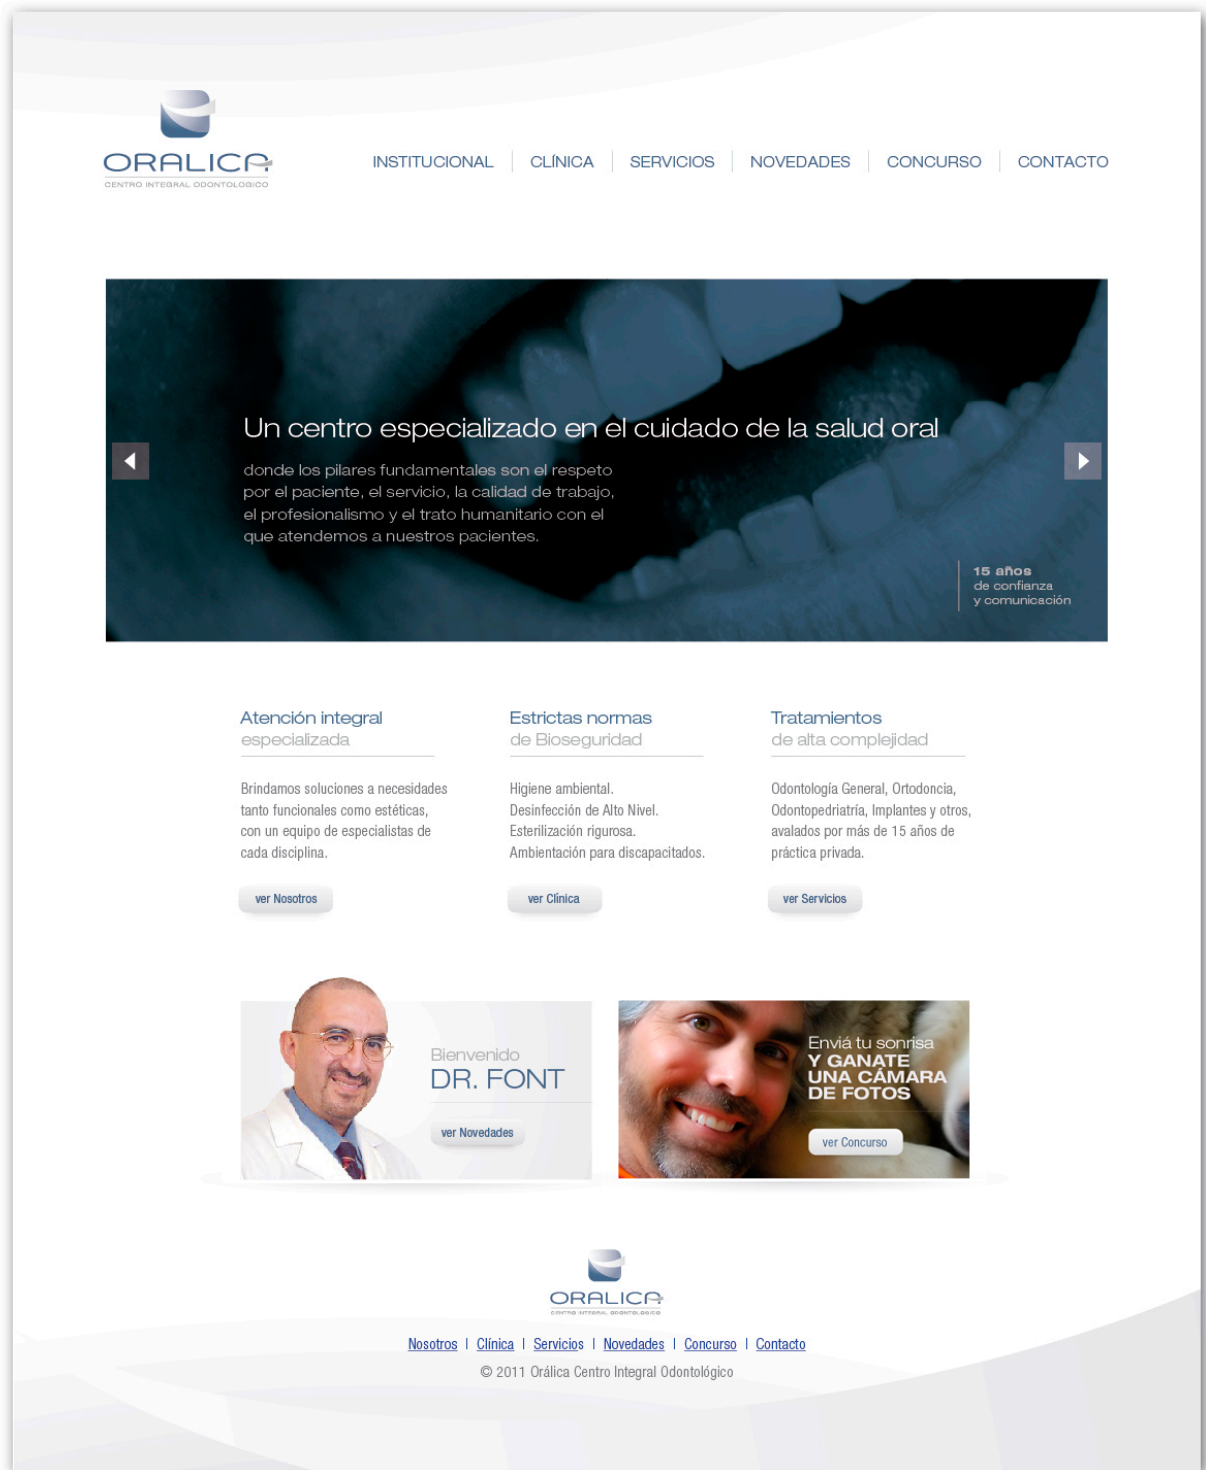 ORALICA
CENTRO INTEGRAL ODONTOLOGICO
INSTITUCIONAL
CLÍNICA
SERVICIOS
NOVEDADES
CONCURSO
CONTACTO
Un centro especializado en el cuidado de la salud oral
donde los pilares fundamentales son el respeto
por el paciente, el servicio, la calidad de trabajo,
el profesionalismo y el trato humanitario con el
que atendemos a nuestros pacientes.
15 años
de confianza
y comunicación
Atención integral
especializada
Brindamos soluciones a necesidades
tanto funcionales como estéticas,
con un equipo de especialistas de
cada disciplina.
ver Nosotros
Estrictas normas
de Bioseguridad
Higiene ambiental.
Desinfección de Alto Nivel.
Esterilización rigurosa.
Ambientación para discapacitados.
ver Clínica
Tratamientos
de alta complejidad
Odontología General, Ortodoncia,
Odontopedriatría, Implantes y otros,
avalados por más de 15 años de
práctica privada.
ver Servicios
Bienvenido
DR. FONT
ver Novedades
Enviá tu sonrisa
Y GANATE
UNA CÁMARA
DE FOTOS
ver Concurso
ORALICA
CENTRO INTEGRAL ODONTOLOGICO
Nosotros | Clínica | Servicios | Novedades | Concurso | Contacto
© 2011 Orálica Centro Integral Odontológico